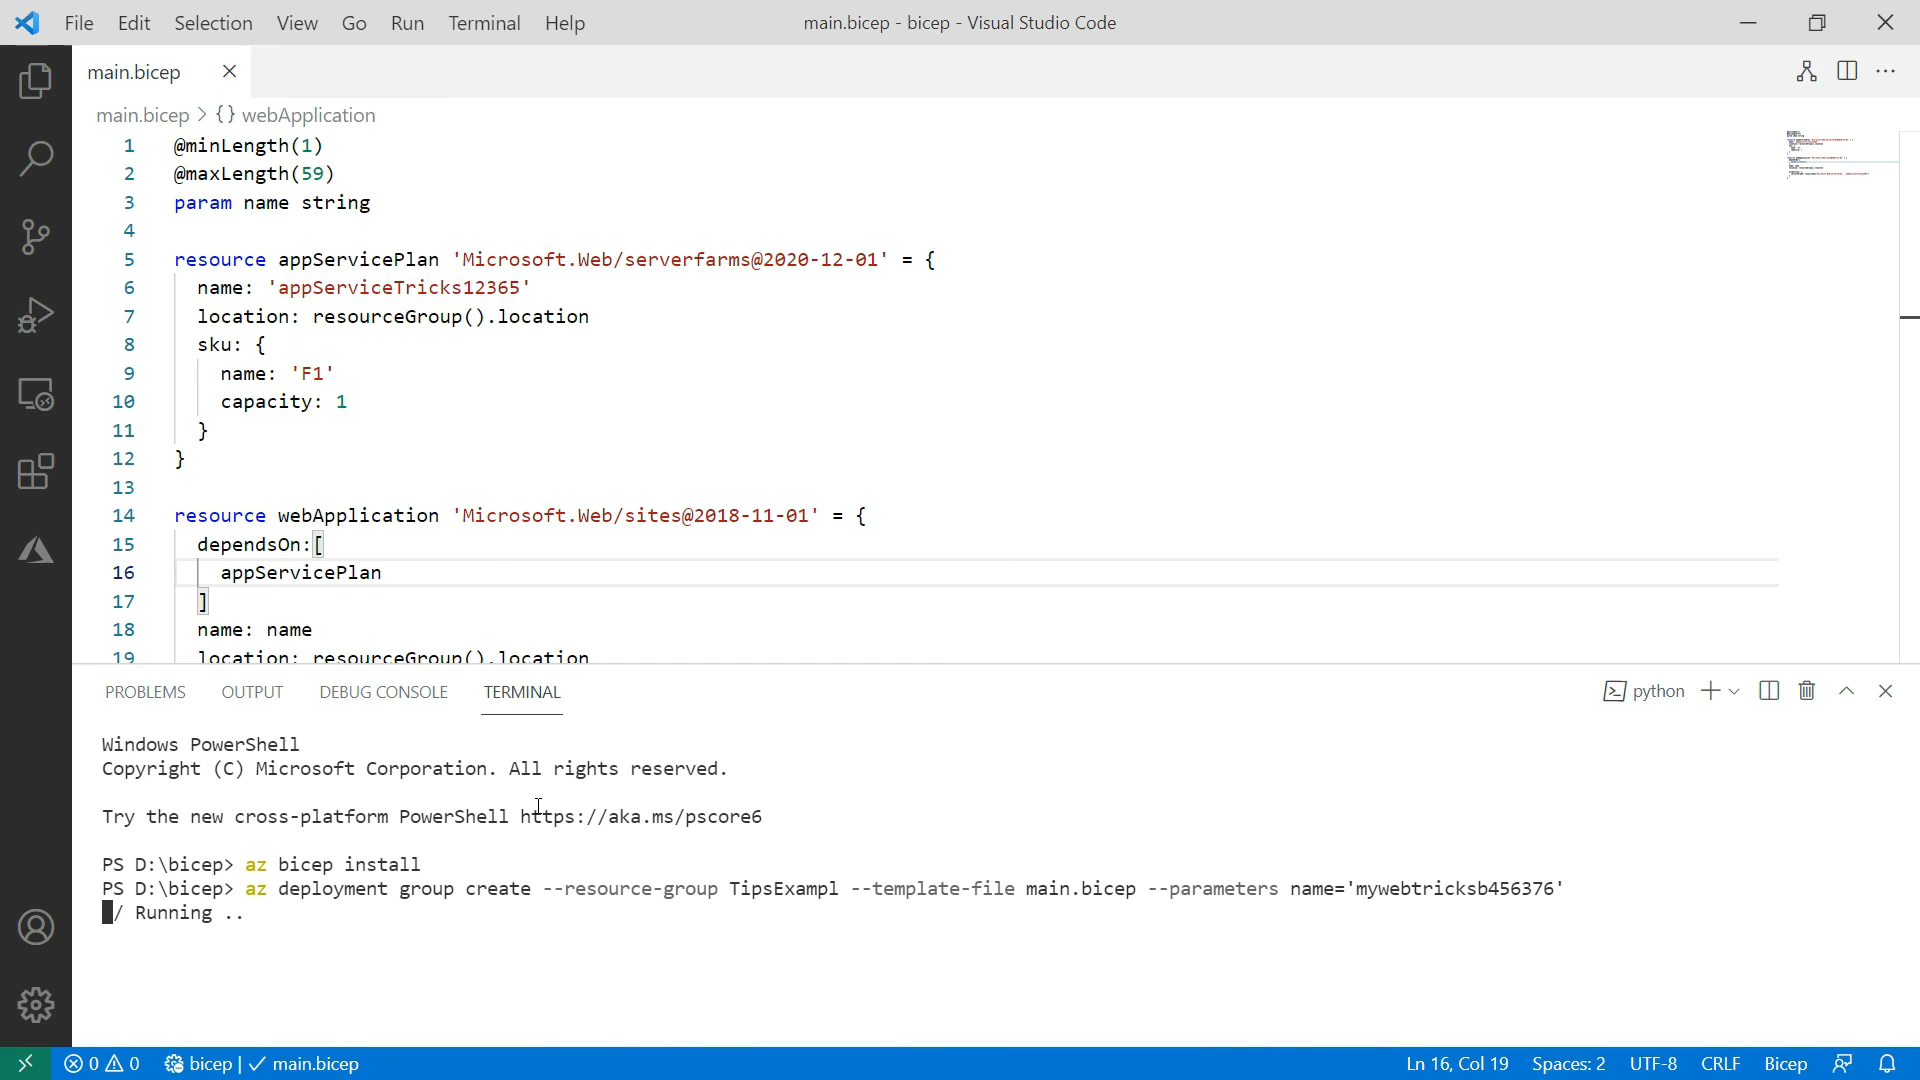 File Edit Selection View Go Run Terminal Help main.bicep - bicep - Visual Studio Code
main.bicep
main.bicep > {} webApplication
1 @minLength(1)
2 @maxLength(59)
3 param name string
4
5 resource appServicePlan 'Microsoft.Web/serverfarms@2020-12-01' = {
6 name: 'appServiceTricks12365'
7 location: resourceGroup().location
8 sku: {
9 name: 'F1'
10 capacity: 1
11 }
12 }
13
14 resource webApplication 'Microsoft.Web/sites@2018-11-01' = {
15 dependsOn:[
16 appServicePlan
17 ]
18 name: name
19 location: resourceGroup().location
PROBLEMS OUTPUT DEBUG CONSOLE TERMINAL python
Windows PowerShell
Copyright (C) Microsoft Corporation. All rights reserved.
Try the new cross-platform PowerShell https://aka.ms/pscore6
PS D:\bicep> az bicep install
PS D:\bicep> az deployment group create --resource-group TipsExampl --template-file main.bicep --parameters name='mywebtricksb456376'
/ Running ..
0 0 bicep | main.bicep Ln 16, Col 19 Spaces: 2 UTF-8 CRLF Bicep